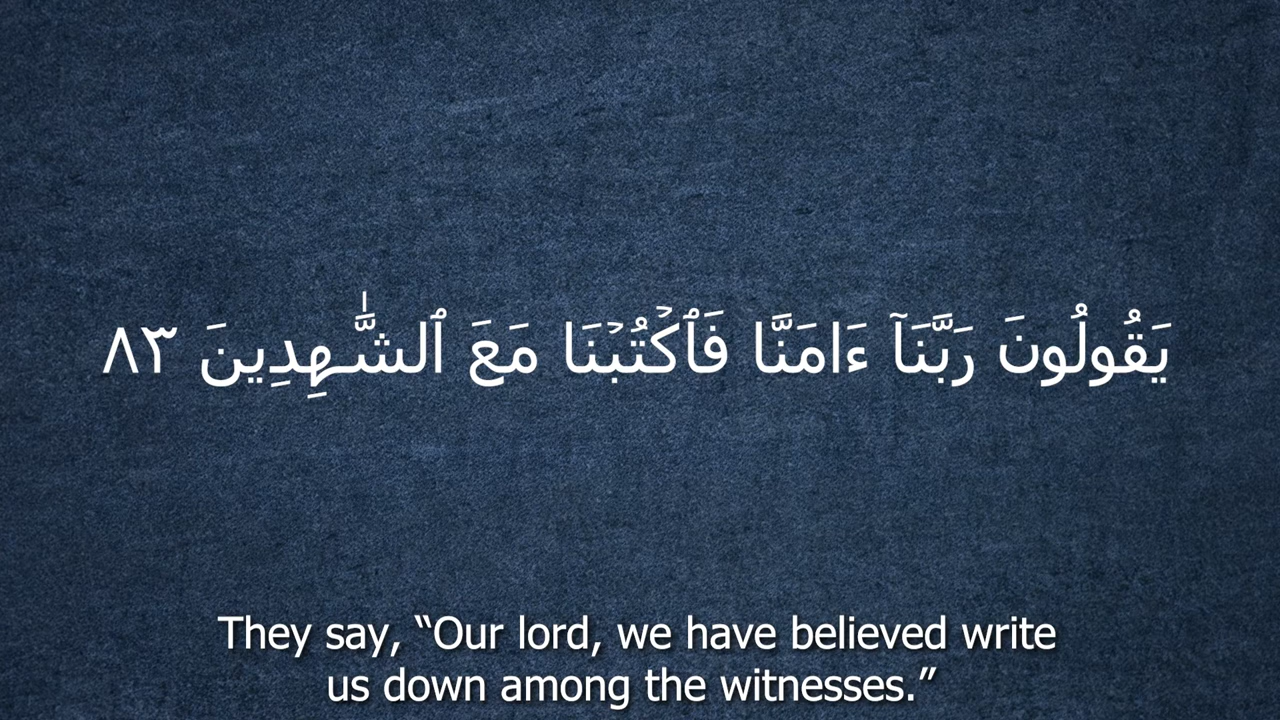 يَقُولُونَ رَبَّنَآ ءَامَنَّا فَٱكْتُبْنَا مَعَ ٱلشَّـٰهِدِينَ ٨٣
They say, “Our lord, we have believed write
us down among the witnesses.”